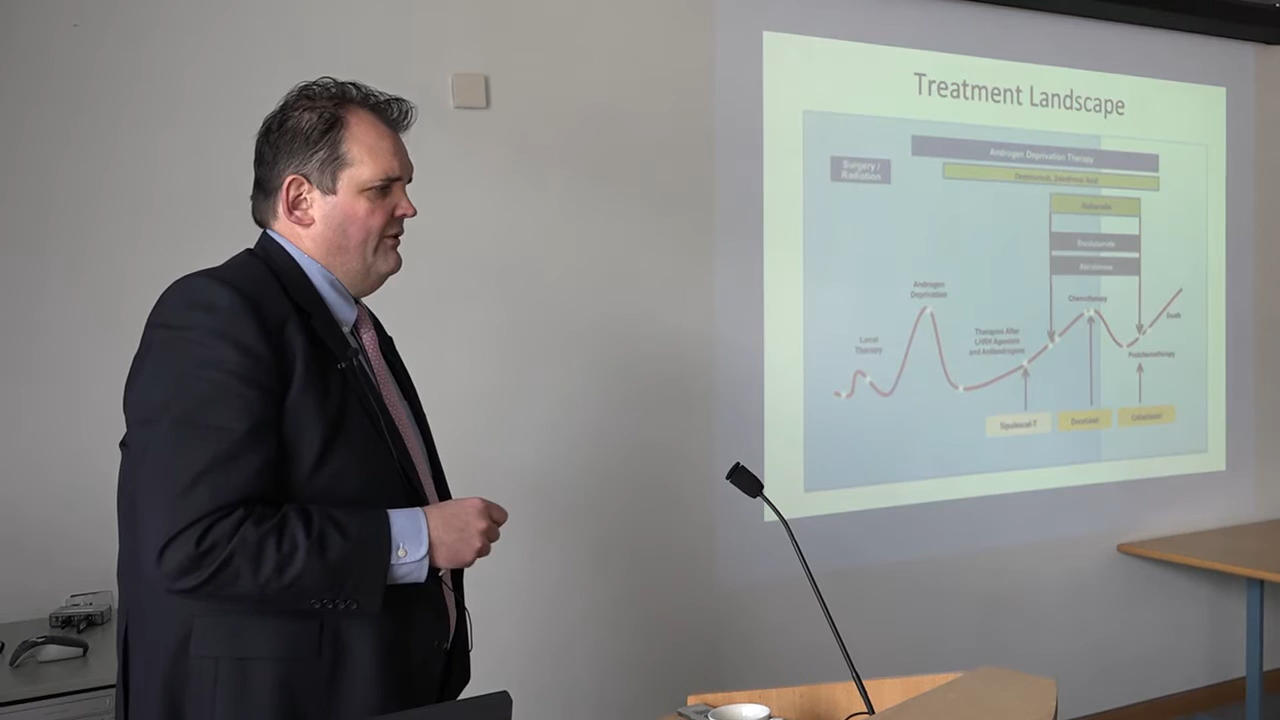 Treatment Landscape
Androgen Deprivation Therapy
Surgery /
Radiation
Denosumab, Zoledronic Acid
Enzalutamide
Abiraterone
Androgen
Deprivation
Chemotherapy
Death
Local
Therapy
Therapies After
LHRH Agonists
and Antiandrogens
Postchemotherapy
Sipuleucel-T
Docetaxel
Cabazitaxel